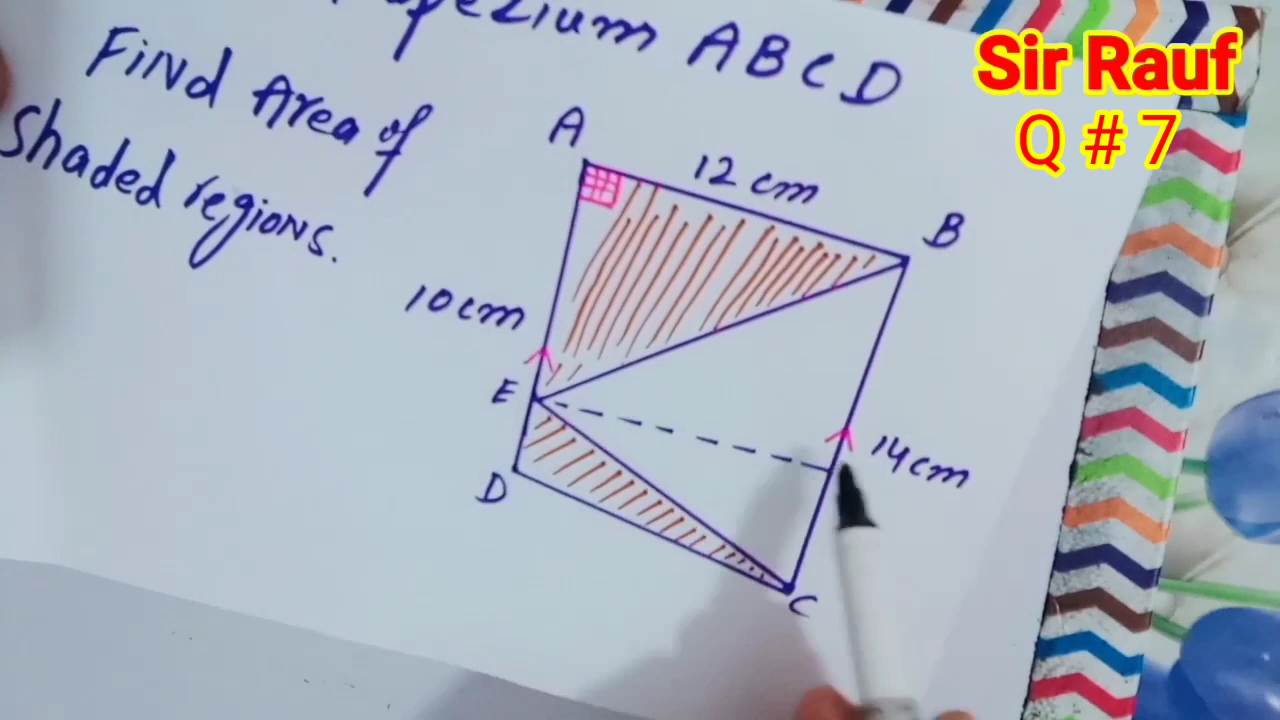 ABCD
Find Area of
shaded regions.
Sir Rauf
Q # 7
A
12 cm
B
10cm
E
14cm
D
C